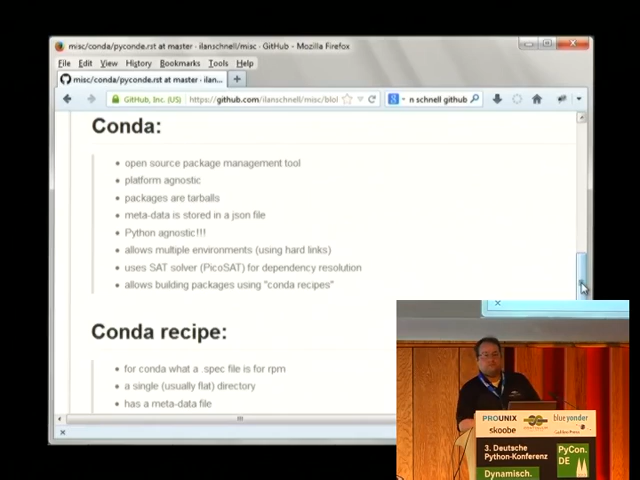 misc/conda/pyconde.rst at master · ilanschnell/misc · GitHub - Mozilla Firefox
File Edit View History Bookmarks Tools Help
misc/conda/pyconde.rst at master · ilan...
GitHub, Inc. (US) https://github.com/ilanschnell/misc/blol
n schnell github
Conda:
• open source package management tool
• platform agnostic
• packages are tarballs
• meta-data is stored in a json file
• Python agnostic!!!
• allows multiple environments (using hard links)
• uses SAT solver (PicoSAT) for dependency resolution
• allows building packages using "conda recipes"
Conda recipe:
• for conda what a .spec file is for rpm
• a single (usually flat) directory
• has a meta-data file
PROUNIX
blueyonder
skoobe
3. Deutsche
Python-Konferenz
PyCon.
DE
Dynamisch.